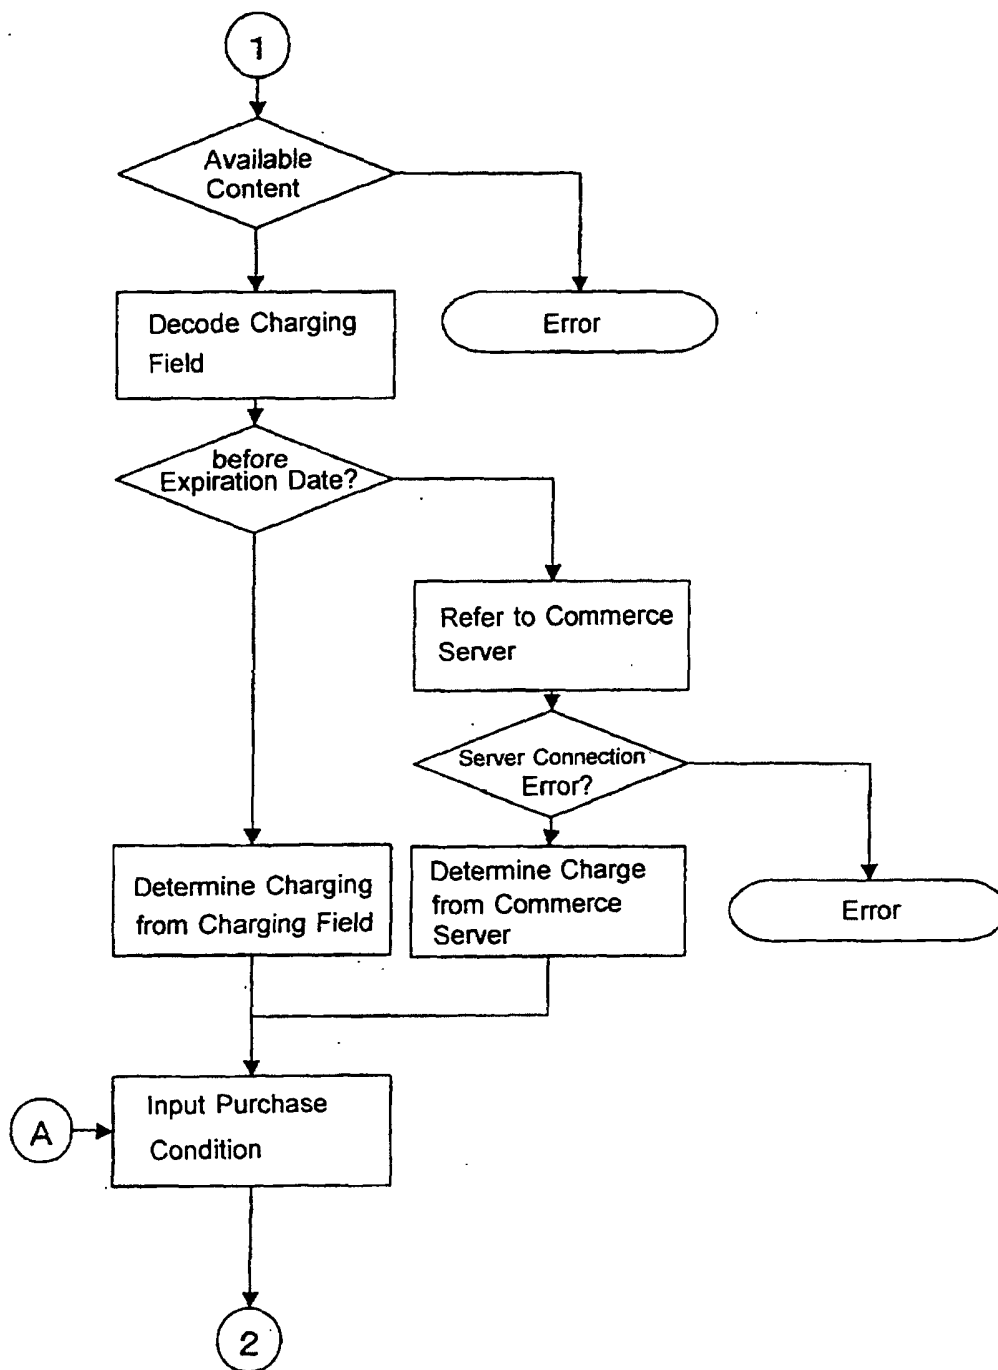 1
Available
Content
Decode Charging
Field
Error
before
Expiration Date?
Refer to Commerce
Server
Server Connection
Error?
Determine Charging
from Charging Field
Determine Charge
from Commerce
Server
Error
Input Purchase
Condition
A
2